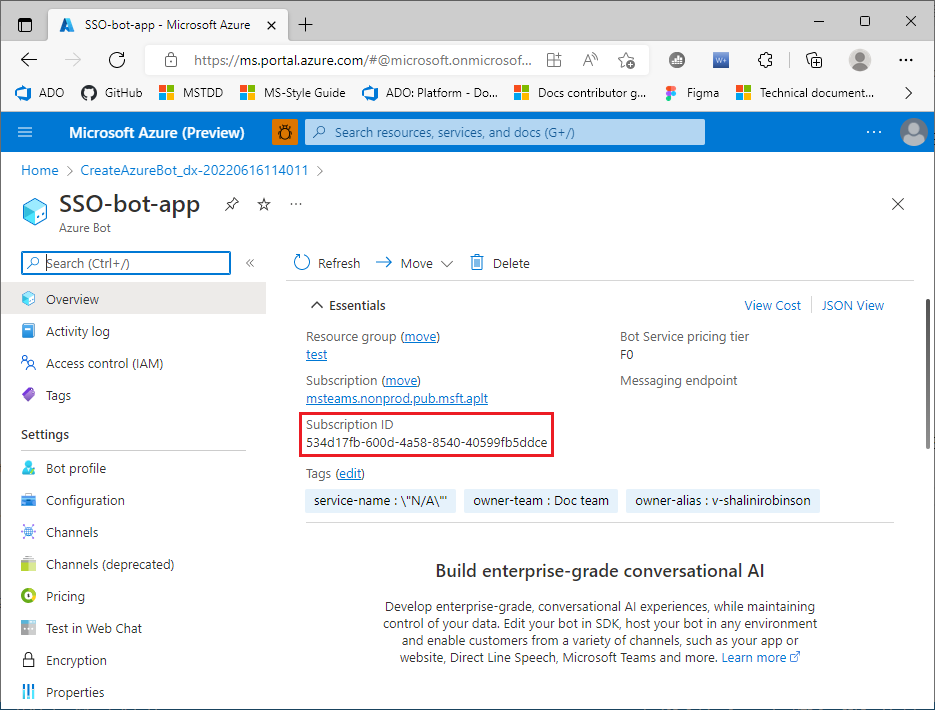 SSO-bot-app - Microsoft Azure
https://ms.portal.azure.com/#@microsoft.onmicrosof...
ADO
GitHub
MSTDD
MS-Style Guide
ADO: Platform - Do...
Docs contributor g...
Figma
Technical document...
Microsoft Azure (Preview)
Search resources, services, and docs (G+/)
Home > CreateAzureBot_dx-20220616114011 >
SSO-bot-app
Azure Bot
Search (Ctrl+/)
Refresh
Move
Delete
Overview
Activity log
Access control (IAM)
Tags
Settings
Bot profile
Configuration
Channels
Channels (deprecated)
Pricing
Test in Web Chat
Encryption
Properties
Essentials
View Cost
JSON View
Resource group (move)
test
Subscription (move)
msteams.nonprod.pub.msft.aplt
Subscription ID
534d17fb-600d-4a58-8540-40599fb5ddce
Bot Service pricing tier
F0
Messaging endpoint
Tags (edit)
service-name : \"N/A\"'
owner-team : Doc team
owner-alias : v-shalinirobinson
Build enterprise-grade conversational AI
Develop enterprise-grade, conversational AI experiences, while maintaining
control of your data. Edit your bot in SDK, host your bot in any environment
and enable customers from a variety of channels, such as your app or
website, Direct Line Speech, Microsoft Teams and more. Learn more